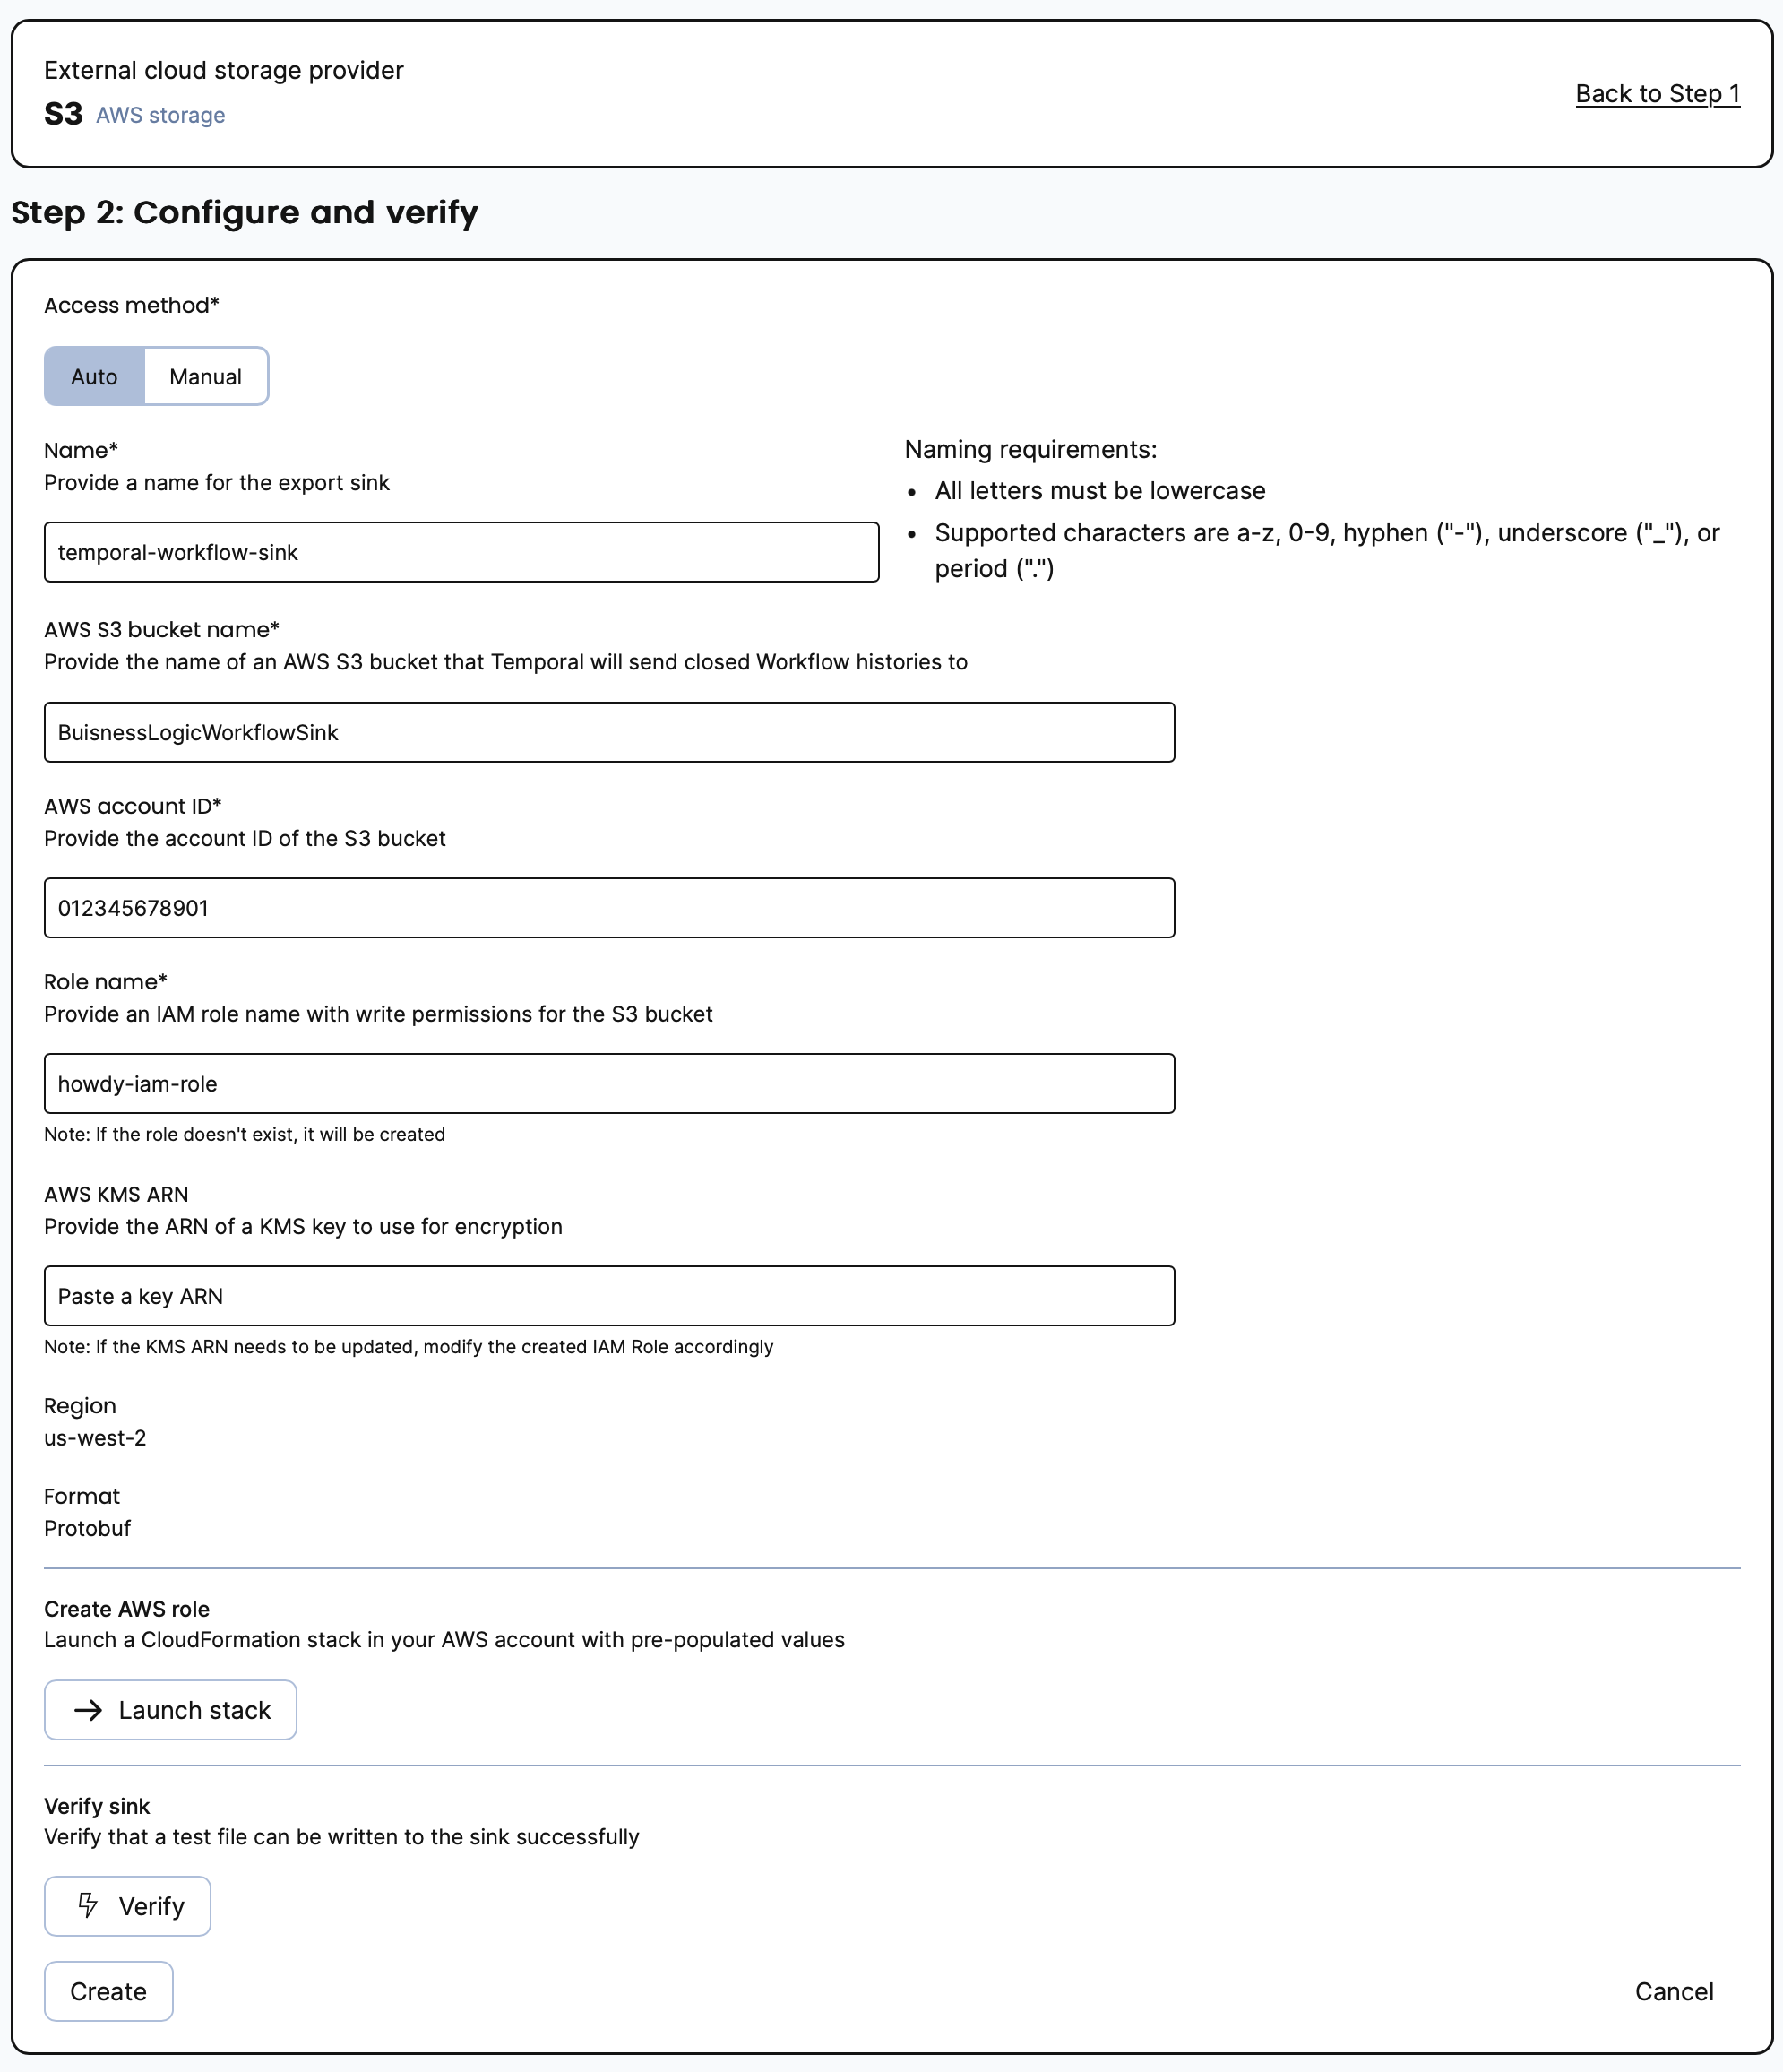 External cloud storage provider
S3 AWS storage
Back to Step 1
Step 2: Configure and verify
Access method*
Auto Manual
Name*
Provide a name for the export sink
temporal-workflow-sink
Naming requirements:
• All letters must be lowercase
• Supported characters are a-z, 0-9, hyphen ("-"), underscore ("_"), or
period (".")
AWS S3 bucket name*
Provide the name of an AWS S3 bucket that Temporal will send closed Workflow histories to
BuisnessLogicWorkflowSink
AWS account ID*
Provide the account ID of the S3 bucket
012345678901
Role name*
Provide an IAM role name with write permissions for the S3 bucket
howdy-iam-role
Note: If the role doesn't exist, it will be created
AWS KMS ARN
Provide the ARN of a KMS key to use for encryption
Paste a key ARN
Note: If the KMS ARN needs to be updated, modify the created IAM Role accordingly
Region
us-west-2
Format
Protobuf
Create AWS role
Launch a CloudFormation stack in your AWS account with pre-populated values
Launch stack
Verify sink
Verify that a test file can be written to the sink successfully
Verify
Create
Cancel